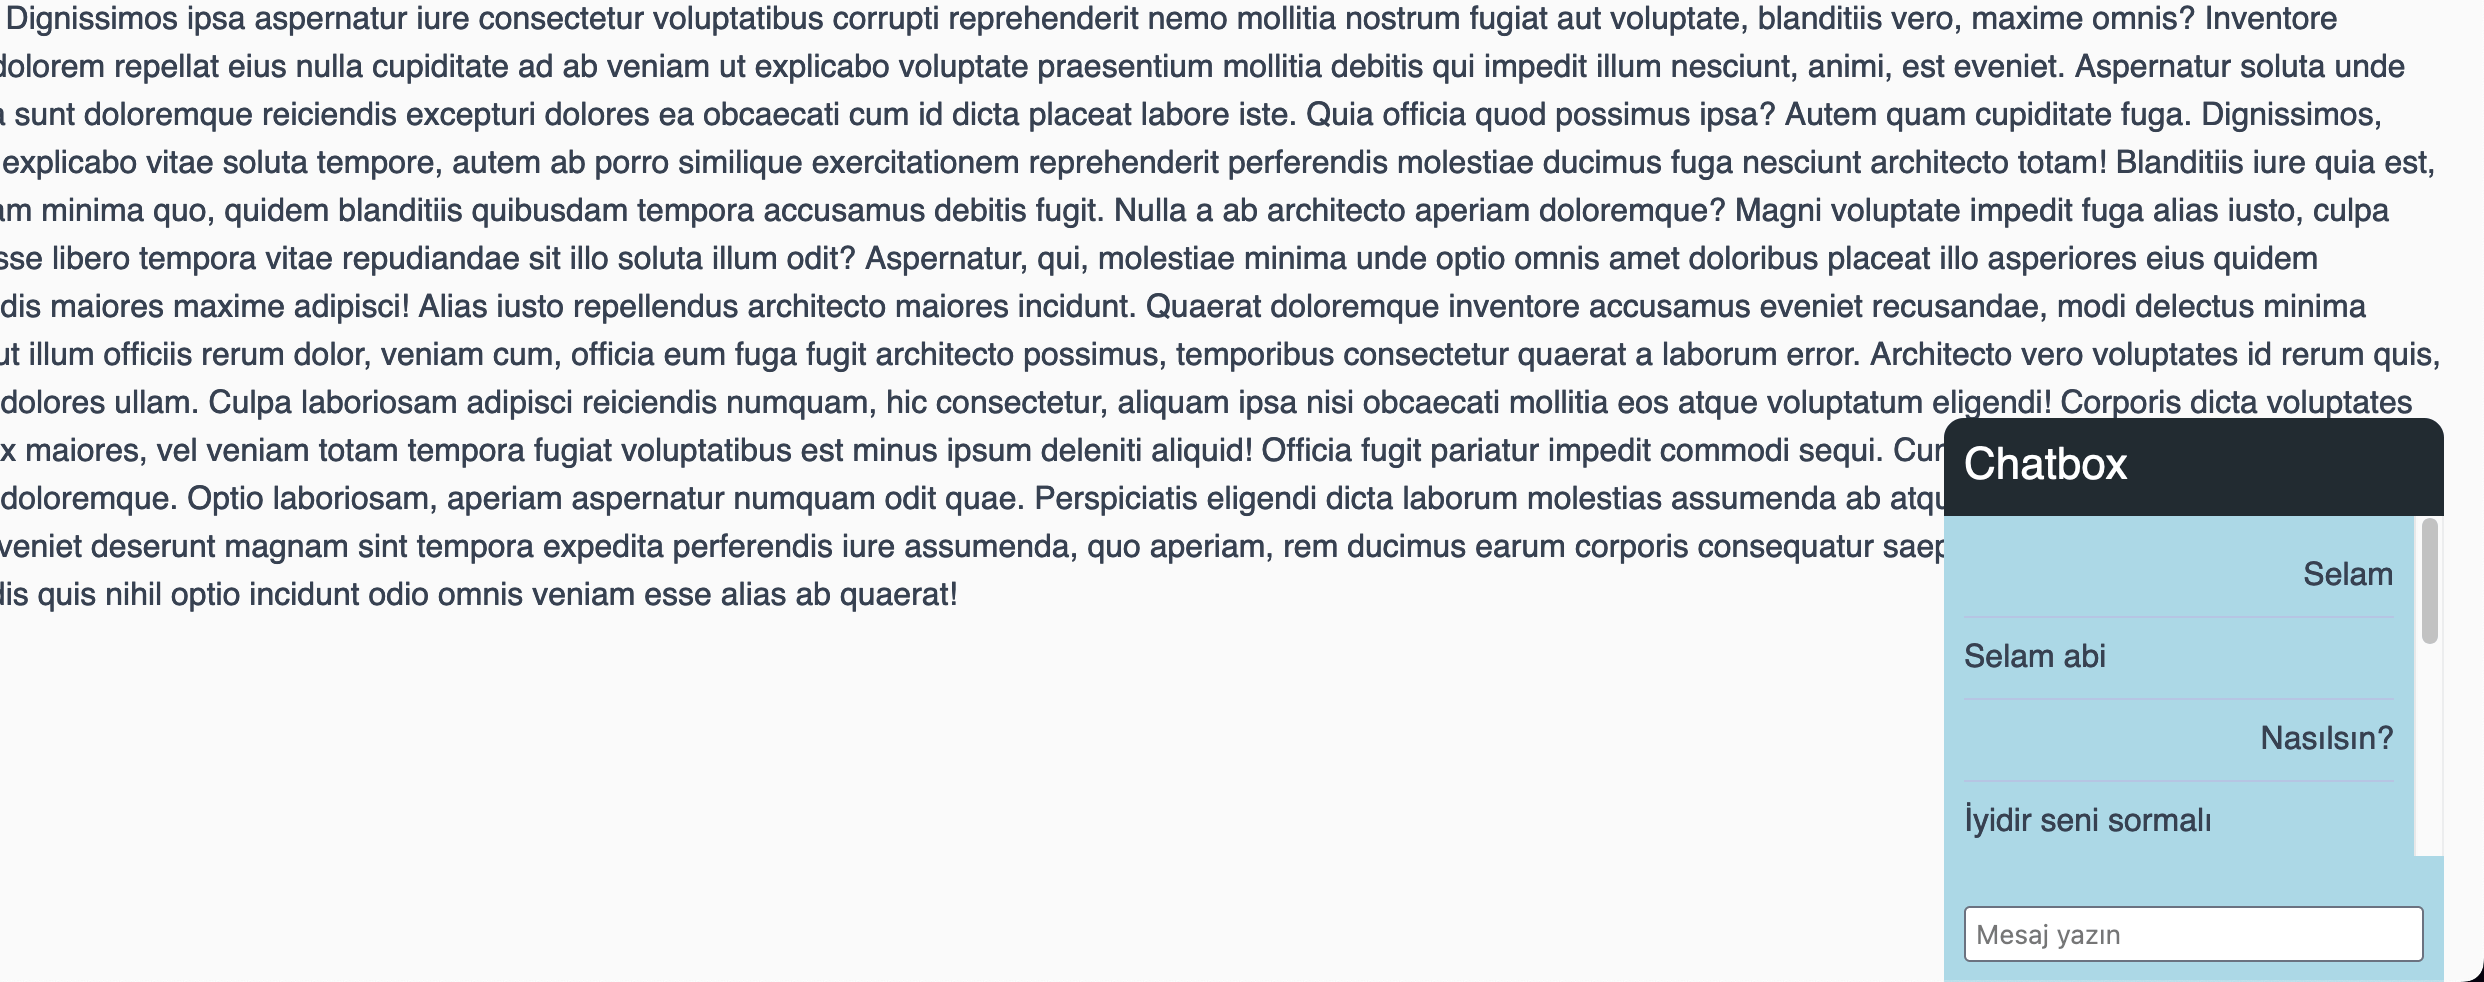 Dignissimos ipsa aspernatur iure consectetur voluptatibus corrupti reprehenderit nemo mollitia nostrum fugiat aut voluptate, blanditiis vero, maxime omnis? Inventore
dolorem repellat eius nulla cupiditate ad ab veniam ut explicabo voluptate praesentium mollitia debitis qui impedit illum nesciunt, animi, est eveniet. Aspernatur soluta unde
sunt doloremque reiciendis excepturi dolores ea obcaecati cum id dicta placeat labore iste. Quia officia quod possimus ipsa? Autem quam cupiditate fuga. Dignissimos,
explicabo vitae soluta tempore, autem ab porro similique exercitationem reprehenderit perferendis molestiae ducimus fuga nesciunt architecto totam! Blanditiis iure quia est,
am minima quo, quidem blanditiis quibusdam tempora accusamus debitis fugit. Nulla a ab architecto aperiam doloremque? Magni voluptate impedit fuga alias iusto, culpa
sse libero tempora vitae repudiandae sit illo soluta illum odit? Aspernatur, qui, molestiae minima unde optio omnis amet doloribus placeat illo asperiores eius quidem
dis maiores maxime adipisci! Alias iusto repellendus architecto maiores incidunt. Quaerat doloremque inventore accusamus eveniet recusandae, modi delectus minima
ut illum officiis rerum dolor, veniam cum, officia eum fuga fugit architecto possimus, temporibus consectetur quaerat a laborum error. Architecto vero voluptates id rerum quis,
dolores ullam. Culpa laboriosam adipisci reiciendis numquam, hic consectetur, aliquam ipsa nisi obcaecati mollitia eos atque voluptatum eligendi! Corporis dicta voluptates
x maiores, vel veniam totam tempora fugiat voluptatibus est minus ipsum deleniti aliquid! Officia fugit pariatur impedit commodi sequi. Cur
doloremque. Optio laboriosam, aperiam aspernatur numquam odit quae. Perspiciatis eligendi dicta laborum molestias assumenda ab atqu
veniet deserunt magnam sint tempora expedita perferendis iure assumenda, quo aperiam, rem ducimus earum corporis consequatur saep
dis quis nihil optio incidunt odio omnis veniam esse alias ab quaerat!
Chatbox
Selam
Selam abi
Nasılsın?
İyidir seni sormalı
Mesaj yazın